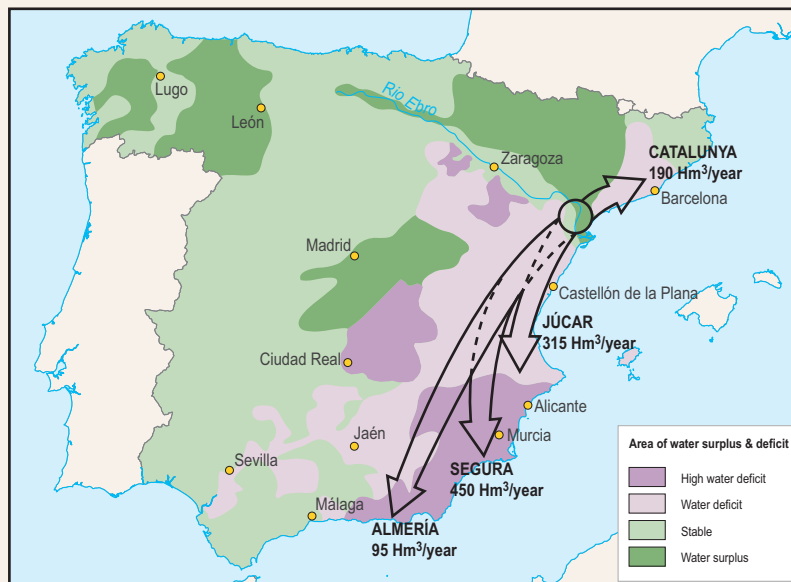 Lugo
León
Rio Ebro
Zaragoza
CATALUNYA
190 Hm³/year
Barcelona
Madrid
Castellón de la Plana
JÚCAR
315 Hm³/year
Ciudad Real
Alicante
Jaén
Murcia
Sevilla
SEGURA
450 Hm³/year
Málaga
ALMERÍA
95 Hm³/year
Area of water surplus & deficit
High water deficit
Water deficit
Stable
Water surplus